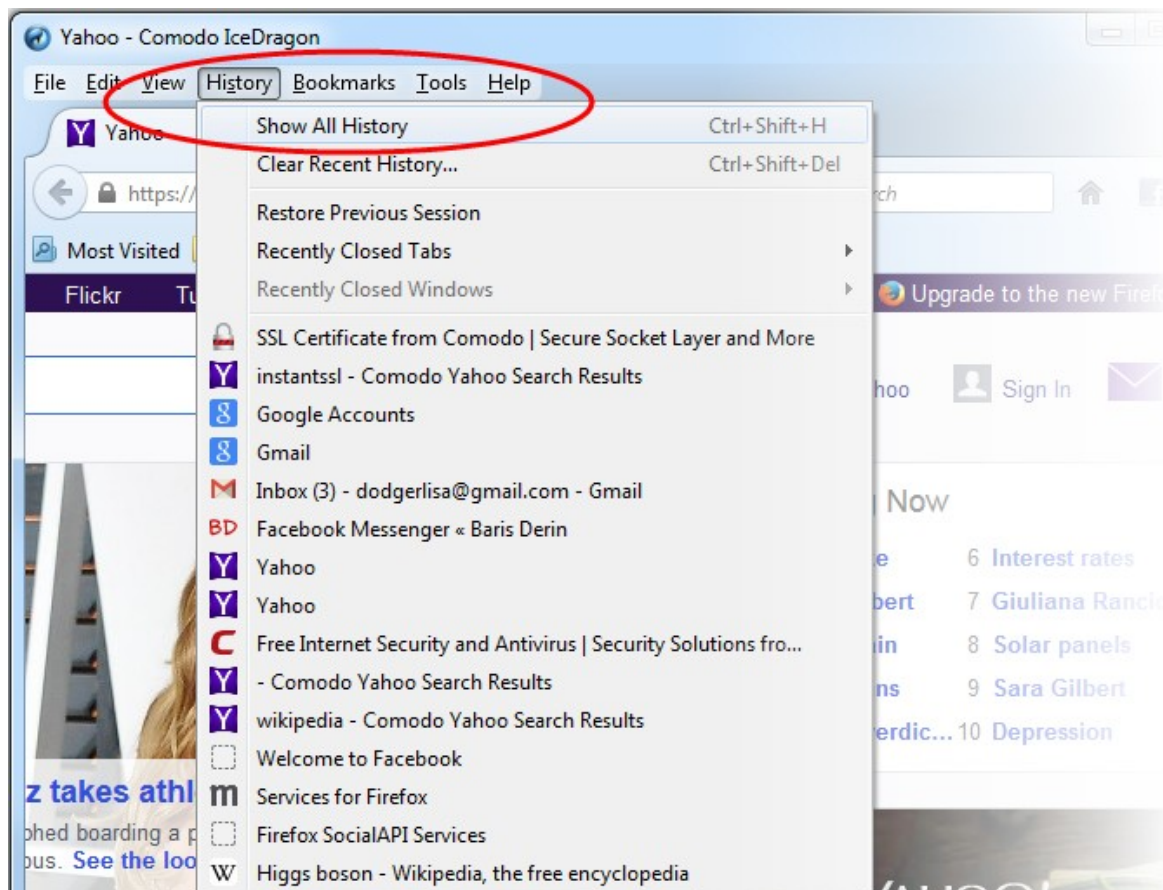 Yahoo - Comodo IceDragon
File Edit View History Bookmarks Tools Help
Yahoo
Show All History Ctrl+Shift+H
Clear Recent History... Ctrl+Shift+Del
https://
Restore Previous Session
Most Visited
Recently Closed Tabs
Flickr
Recently Closed Windows
Upgrade to the new
SSL Certificate from Comodo | Secure Socket Layer and More
instantssl - Comodo Yahoo Search Results
Sign In
Google Accounts
Gmail
Inbox (3) - dodgerlisa@gmail.com - Gmail
Now
BD Facebook Messenger « Baris Derin
Yahoo
6 Interest rates
Yahoo
7 Giuliana
Free Internet Security and Antivirus | Security Solutions fro...
8 Solar panels
- Comodo Yahoo Search Results
9 Sara Gilbert
wikipedia - Comodo Yahoo Search Results
10 Depression
Welcome to Facebook
z takes
m Services for Firefox
boarding a
Firefox SocialAPI Services
See the
W Higgs boson - Wikipedia, the free encyclopedia